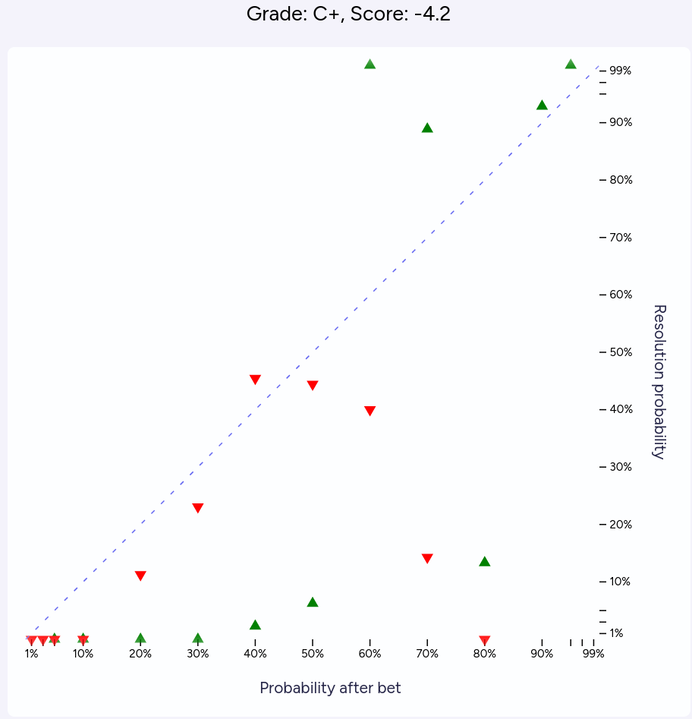 Grade: C+, Score: -4.2
99%
90%
80%
70%
60%
50%
40%
30%
20%
10%
1%
Resolution probability
1% 10% 20% 30% 40% 50% 60% 70% 80% 90% 99%
Probability after bet